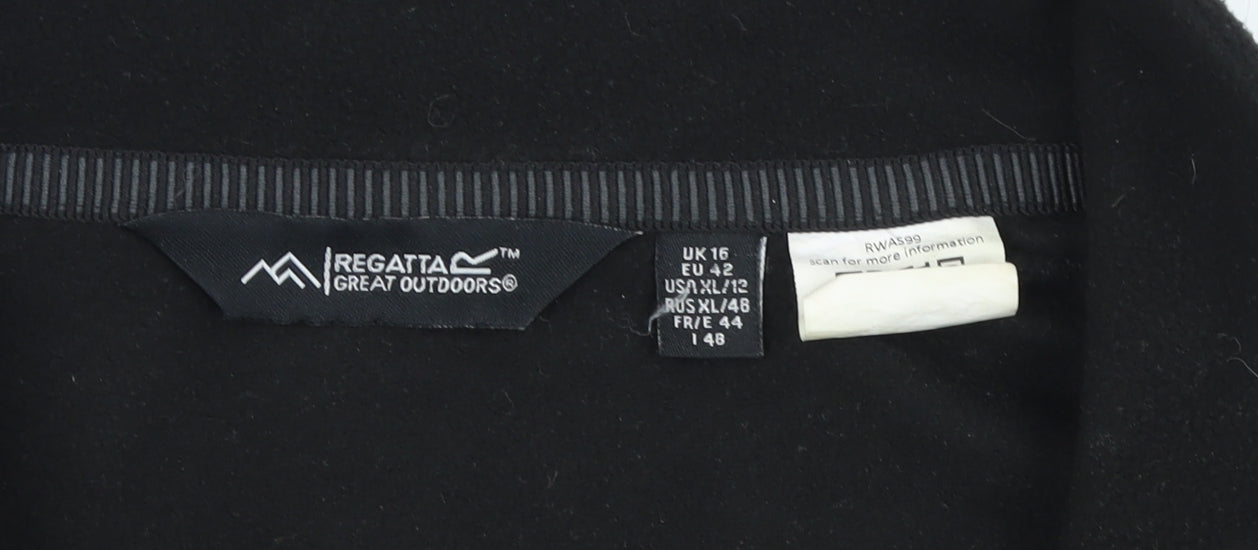 REGATTA™
GREAT OUTDOORS®
UK 16
EU 42
USA XL/12
RUS XL/48
FR/E 44
I 48
RWA599
scan for more information